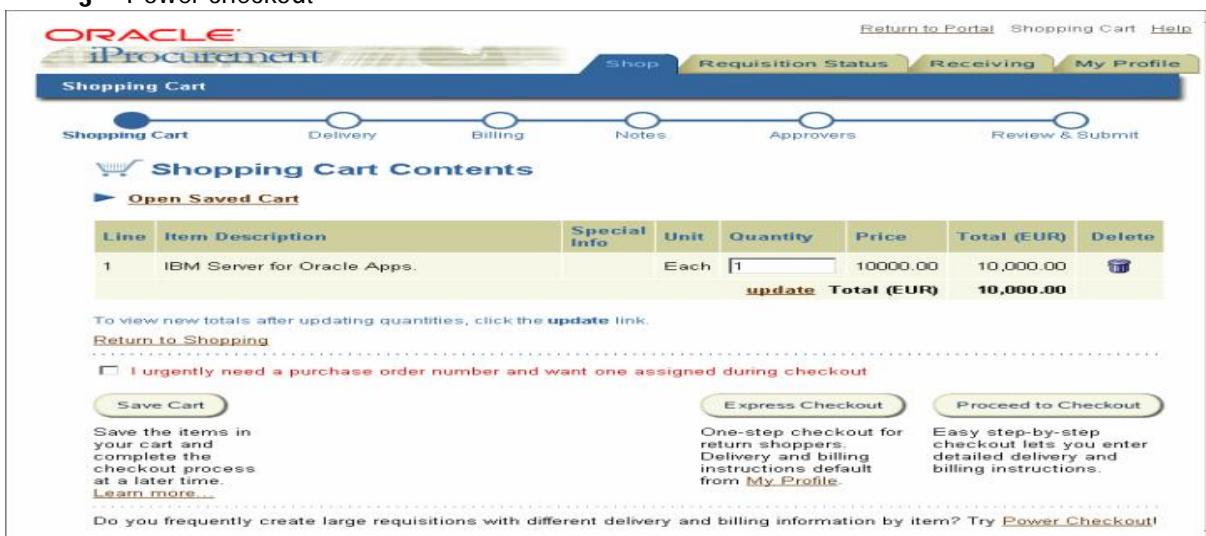 Power checkout
ORACLE
iProcurement
Return to Portal Shopping Cart Help
Shop Requisition Status Receiving My Profile
Shopping Cart
Shopping Cart Delivery Billing Notes Approvers Review & Submit
Shopping Cart Contents
Open Saved Cart
Line Item Description Special Info Unit Quantity Price Total (EUR) Delete
1 IBM Server for Oracle Apps. Each 1 10000.00 10,000.00
update Total (EUR) 10,000.00
To view new totals after updating quantities, click the update link.
Return to Shopping
I urgently need a purchase order number and want one assigned during checkout
Save Cart
Save the items in
your cart and
complete the
checkout process
at a later time.
Learn more...
Express Checkout
One-step checkout for
return shoppers.
Delivery and billing
instructions default
from My Profile.
Proceed to Checkout
Easy step-by-step
checkout lets you enter
detailed delivery and
billing instructions.
Do you frequently create large requisitions with different delivery and billing information by item? Try Power Checkout!